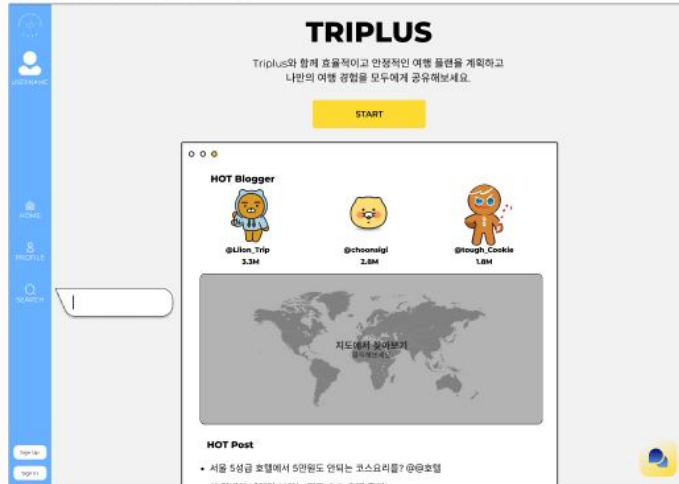 TRIPLUS
Triplus와 함께 효율적이고 안정적인 여행 플랜을 계획하고
나만의 여행 경험을 모두에게 공유해보세요.
START
USERNAME
HOME
PROFILE
SEARCH
HOT Blogger
@Liion_Trip
3.3M
@choonsigi
2.8M
@tough_Cookie
1.8M
지도에서 찾아보기
HOT Post
• 서울 5성급 호텔에서 5만원도 안되는 코스요리를? @@호텔
Sign Up
Sign In